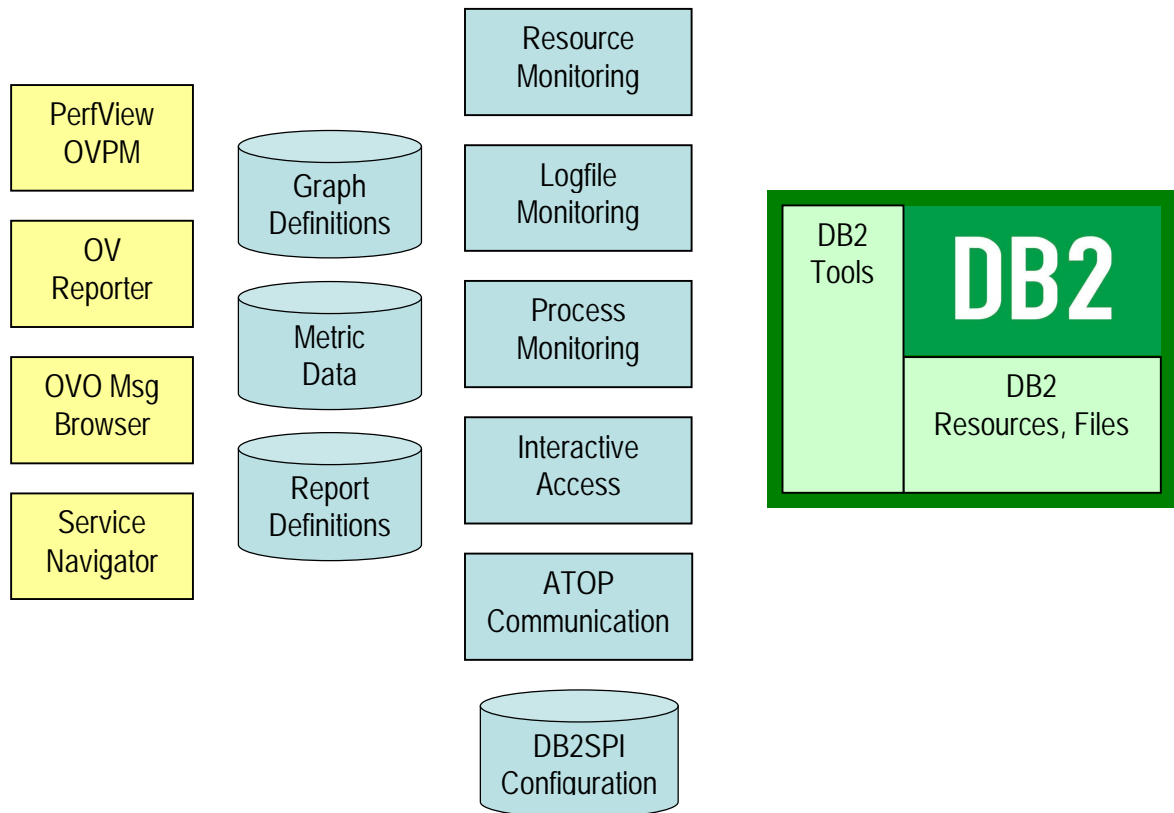 PerfView
OVPM
OV
Reporter
OVO Msg
Browser
Service
Navigator
Graph
Definitions
Metric
Data
Report
Definitions
Resource
Monitoring
Logfile
Monitoring
Process
Monitoring
Interactive
Access
ATOP
Communication
DB2SPI
Configuration
DB2
Tools
DB2
DB2
Resources, Files